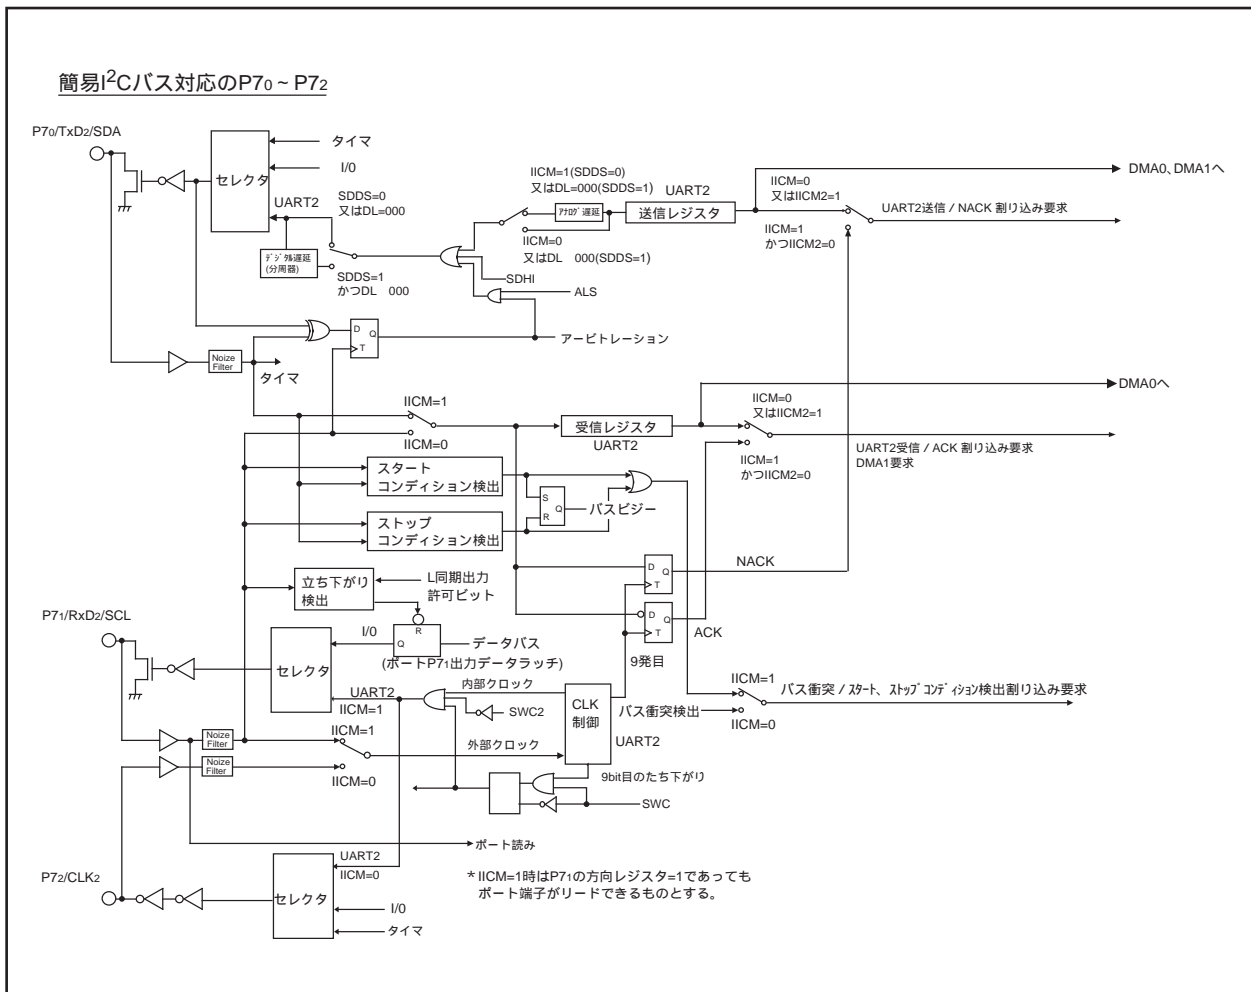 簡易I²Cバス対応のP70 ~ P72
P70/TxD2/SDA
セレクタ
タイマ
I/0
UART2
SDDS=0
又はDL=000
デジタル遅延
(分周器)
SDDS=1
かつDL 000
IICM=1(SDDS=0)
又はDL=000(SDDS=1)
アナログ遅延
IICM=0
又はDL 000(SDDS=1)
UART2
送信レジスタ
SDHI
ALS
DMA0、DMA1へ
IICM=0
又はIICM2=1
UART2送信 / NACK 割り込み要求
IICM=1
かつIICM2=0
D
Q
T
アービトレーション
Noize
Filter
タイマ
IICM=1
IICM=0
受信レジスタ
UART2
DMA0へ
IICM=0
又はIICM2=1
UART2受信 / ACK 割り込み要求
DMA1要求
IICM=1
かつIICM2=0
スタート
コンディション検出
S
Q
R
バスビジー
ストップ
コンディション検出
D
Q
T
NACK
立ち下がり
検出
L同期出力
許可ビット
D
Q
T
ACK
9発目
P71/RxD2/SCL
セレクタ
I/0
R
Q
データバス
(ポートP71出力データラッチ)
UART2
IICM=1
内部クロック
SWC2
CLK
制御
UART2
バス衝突検出
IICM=1
IICM=0
バス衝突 / スタート、ストップコンディション検出割り込み要求
Noize
Filter
IICM=1
IICM=0
外部クロック
Noize
Filter
9bit目のたち下がり
SWC
ポート読み
P72/CLK2
セレクタ
UART2
IICM=0
I/0
タイマ
*IICM=1時はP71の方向レジスタ=1であっても
ポート端子がリードできるものとする。